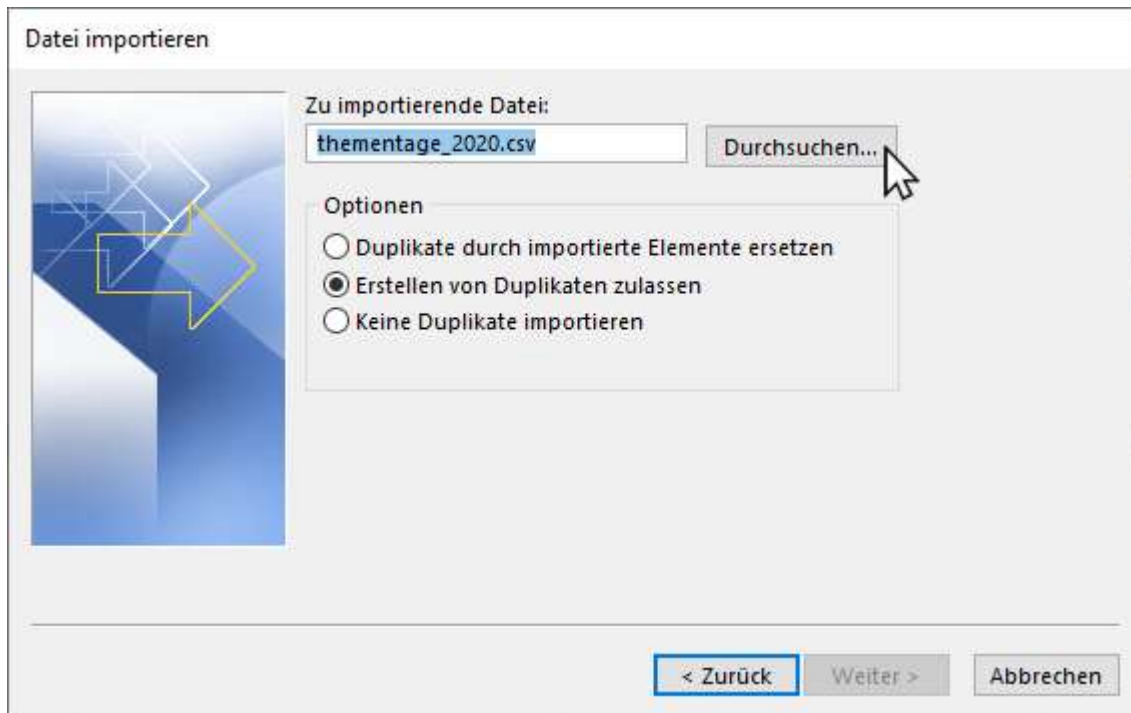 Datei importieren
Zu importierende Datei:
thementage_2020.csv
Durchsuchen...
Optionen
Duplikate durch importierte Elemente ersetzen
Erstellen von Duplikaten zulassen
Keine Duplikate importieren
< Zurück
Weiter >
Abbrechen